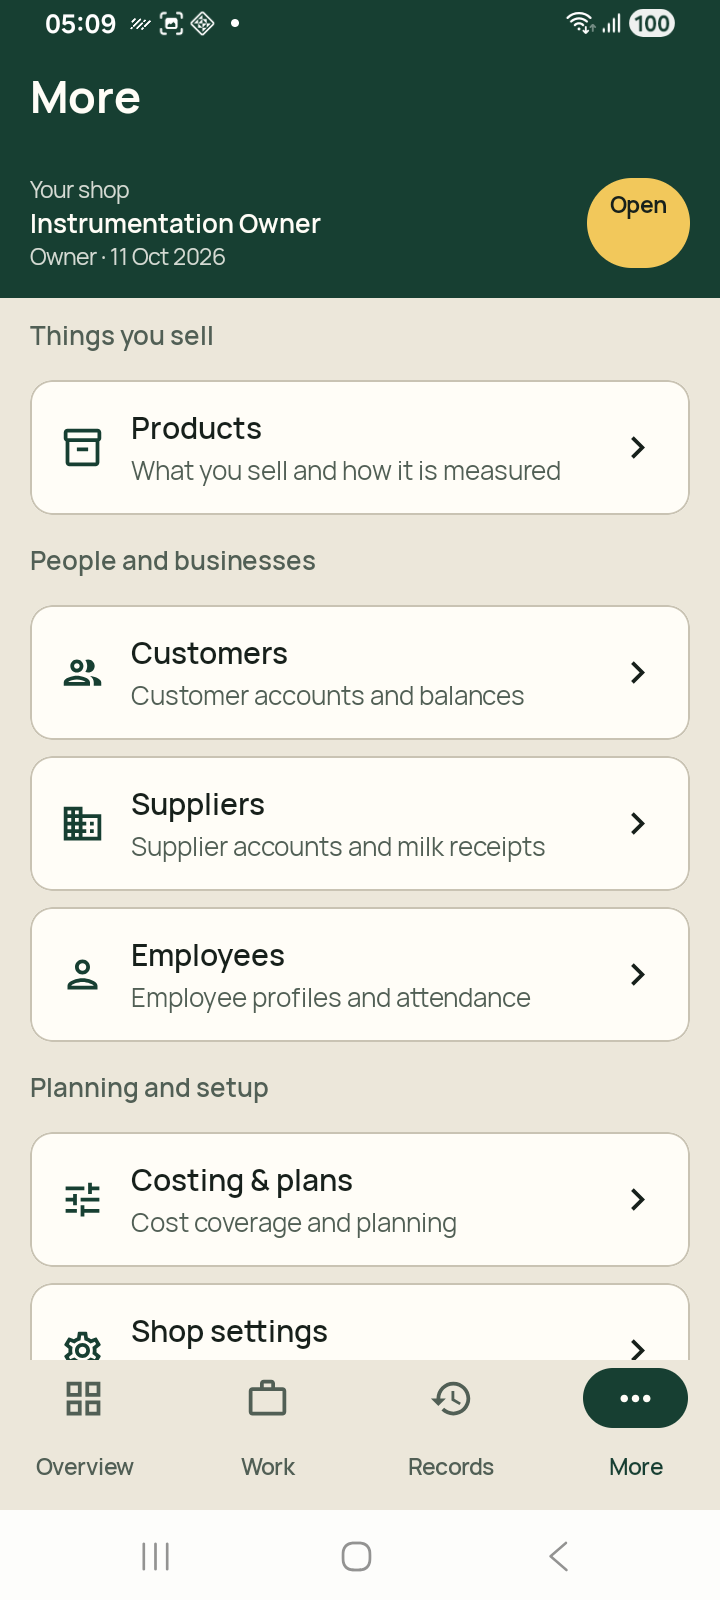 05:09
100
More
Your shop
Instrumentation Owner
Owner · 11 Oct 2026
Open
Things you sell
Products
What you sell and how it is measured
People and businesses
Customers
Customer accounts and balances
Suppliers
Supplier accounts and milk receipts
Employees
Employee profiles and attendance
Planning and setup
Costing & plans
Cost coverage and planning
Shop settings
Overview
Work
Records
More